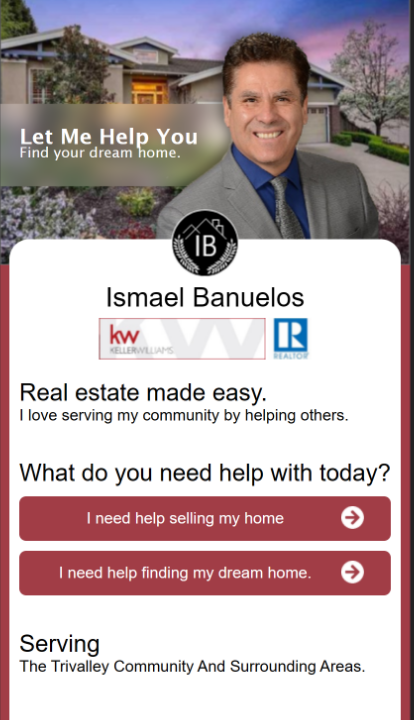 Let Me Help You
Find your dream home.
IB
Ismael Banuelos
kw
KELLERWILLIAMS
R
REALTOR®
Real estate made easy.
I love serving my community by helping others.
What do you need help with today?
I need help selling my home
I need help finding my dream home.
Serving
The Trivalley Community And Surrounding Areas.